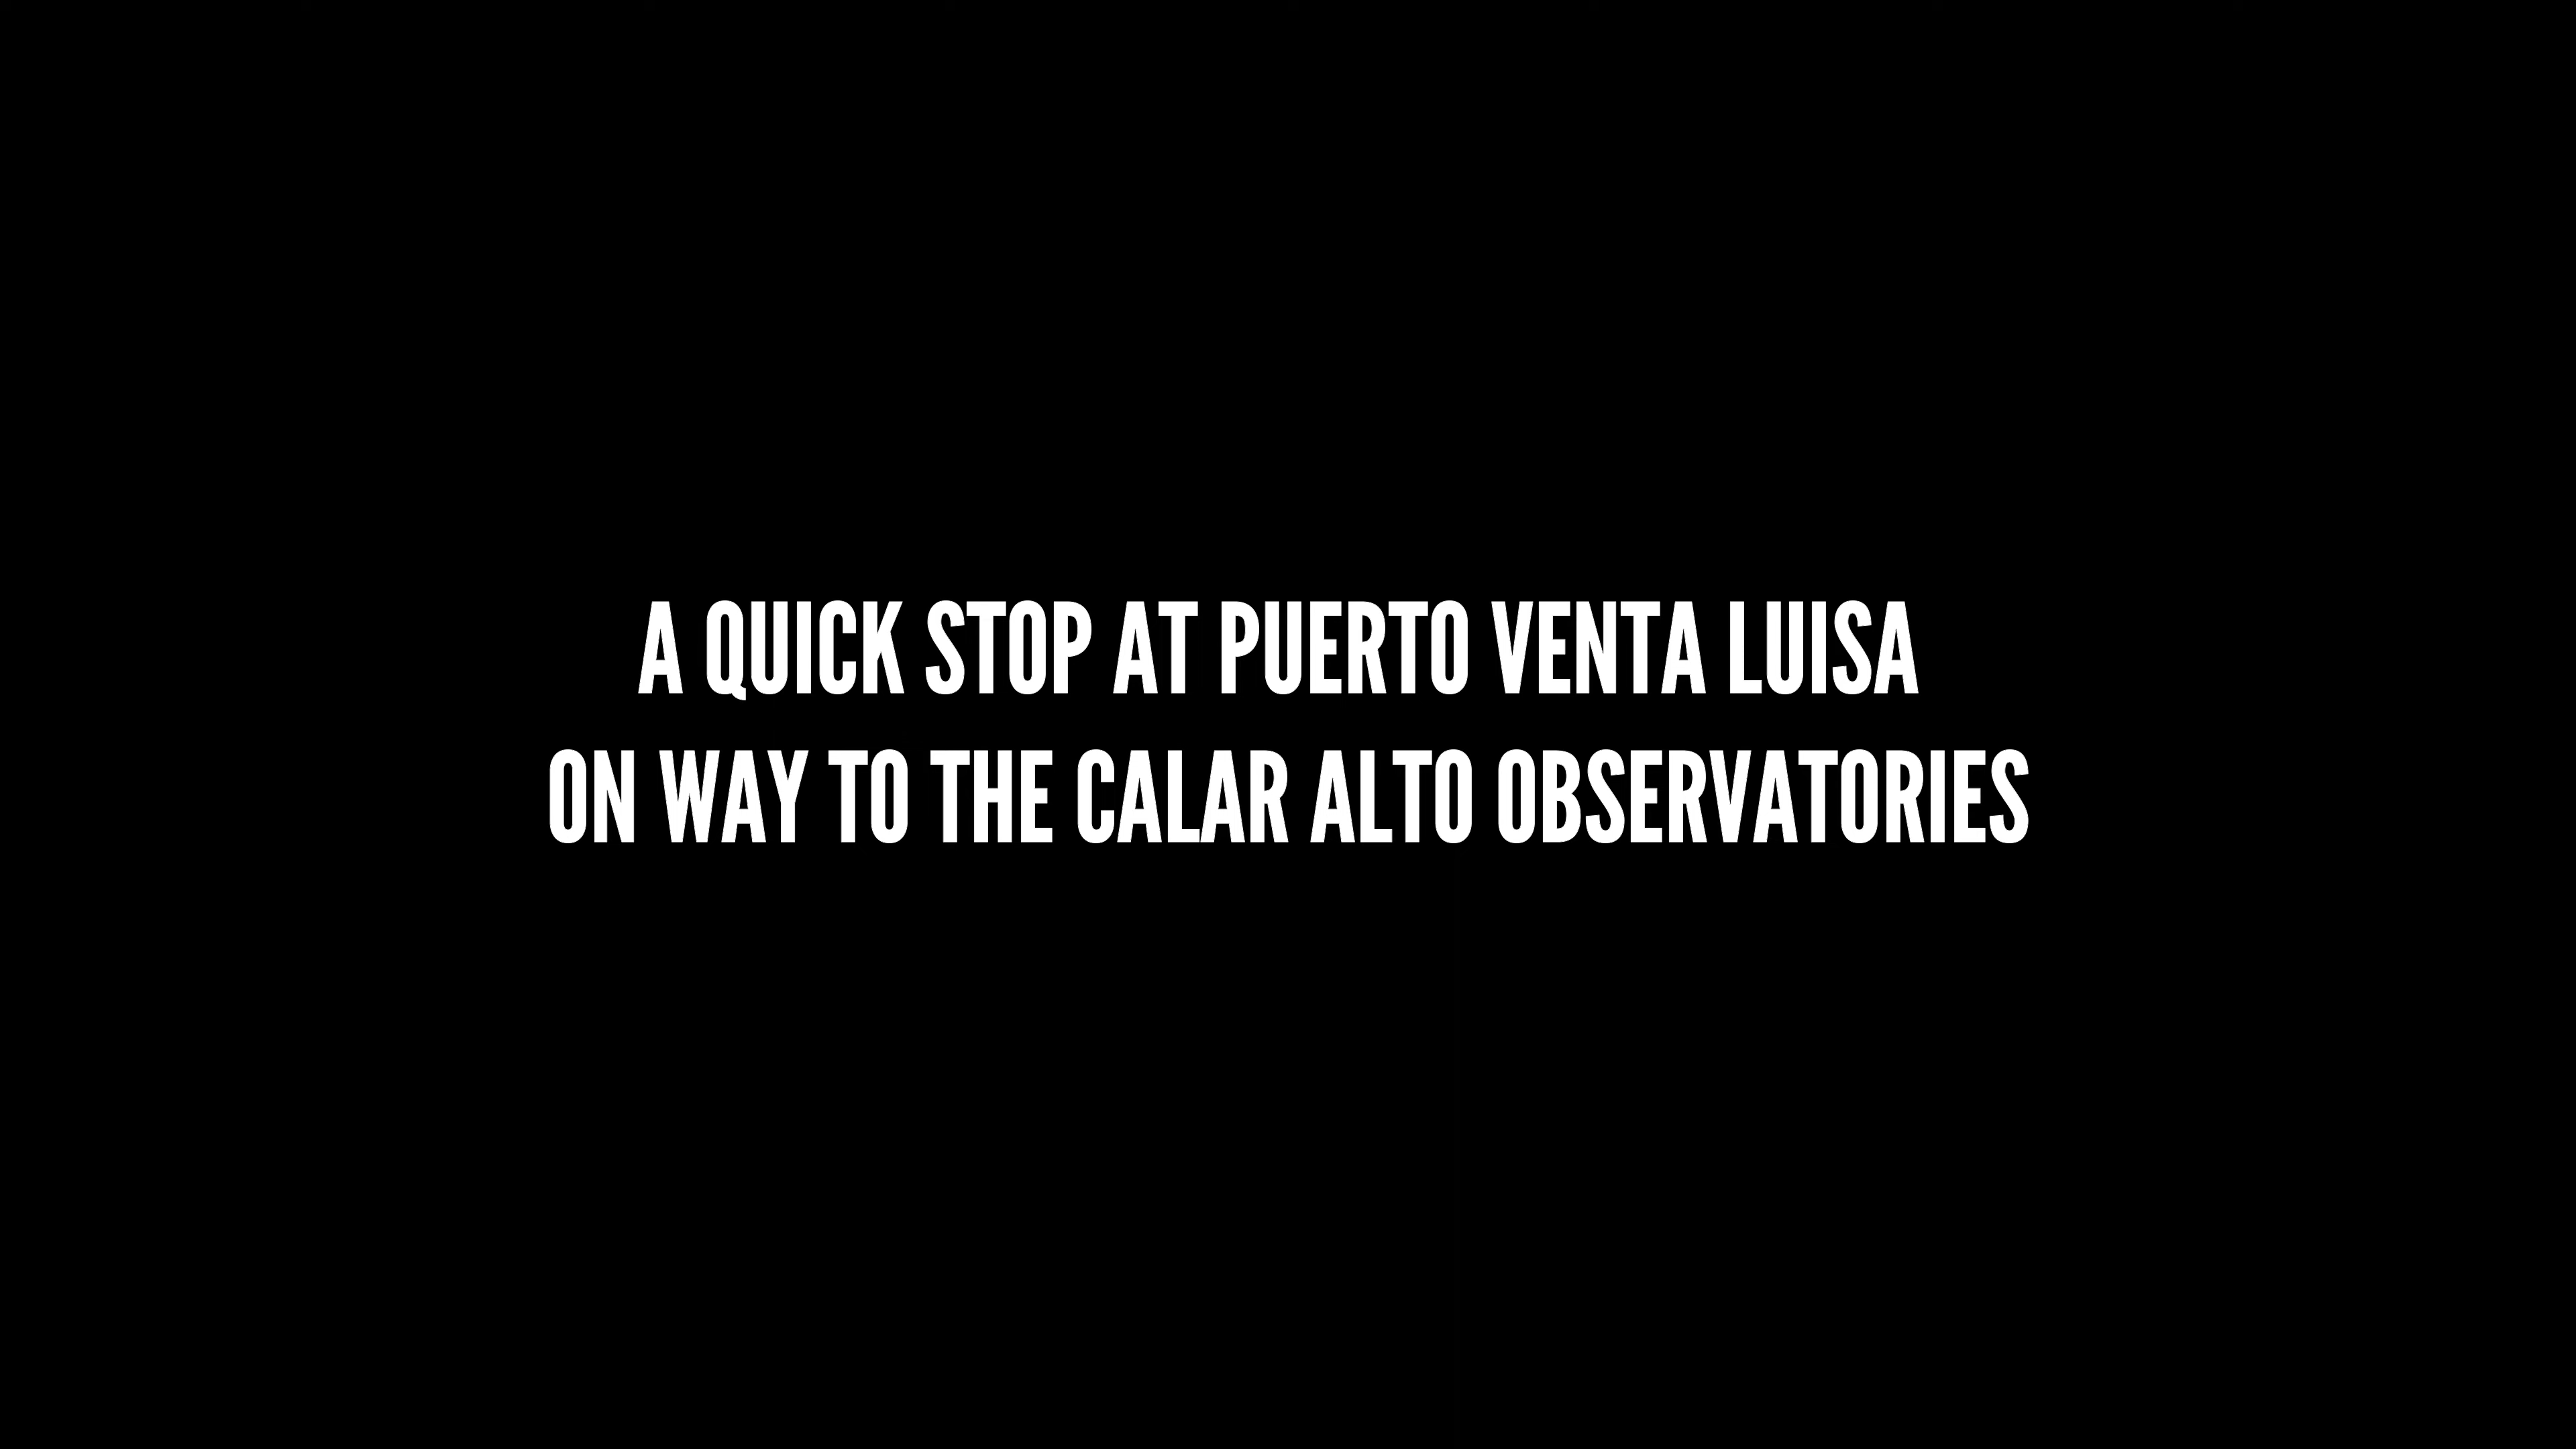 A QUICK STOP AT PUERTO VENTA LUISA
ON WAY TO THE CALAR ALTO OBSERVATORIES